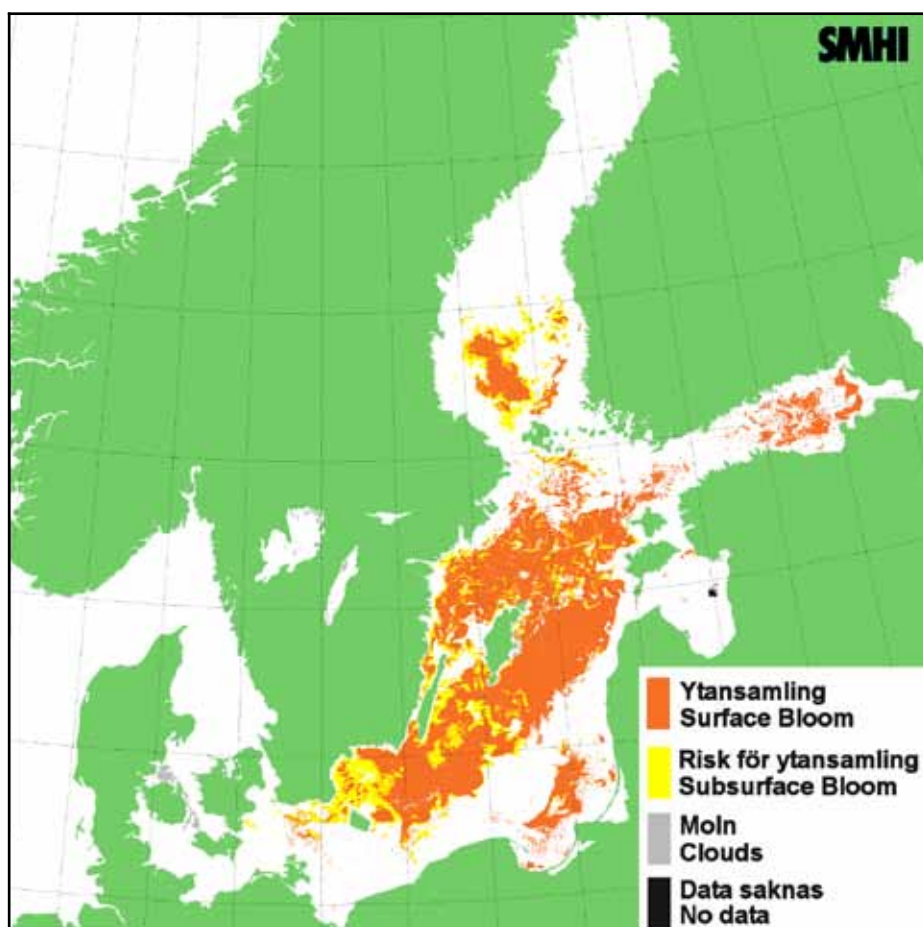 SMHI
Ytansamling
Surface Bloom
Risk för ytansamling
Subsurface Bloom
Moln
Clouds
Data saknas
No data